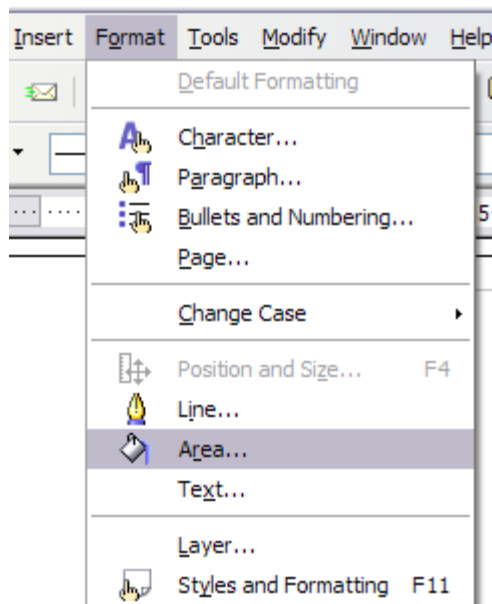 Insert Format Tools Modify Window Help
Default Formatting
Character...
Paragraph...
Bullets and Numbering...
5
Page...
Change Case
Position and Size... F4
Line...
Area...
Text...
Layer...
Styles and Formatting F11